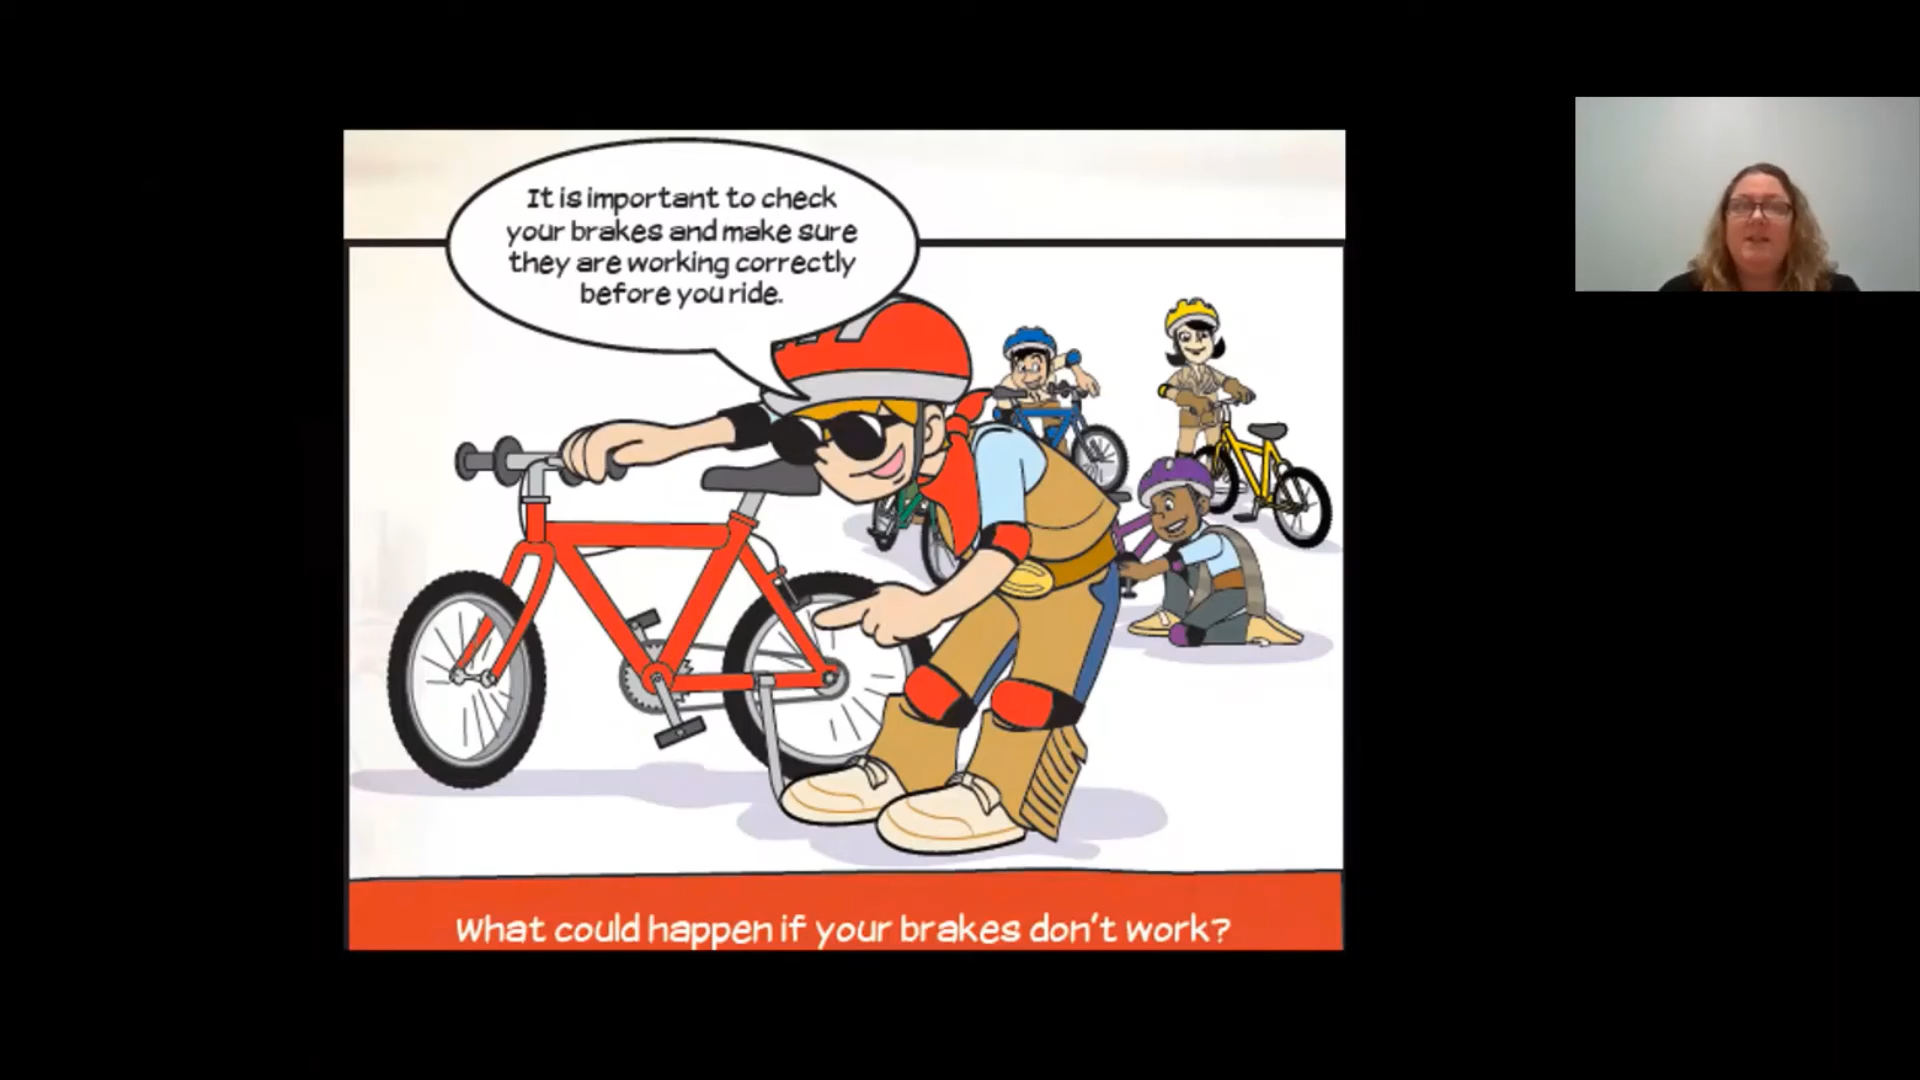 It is important to check
your brakes and make sure
they are working correctly
before you ride.
What could happen if your brakes don't work?